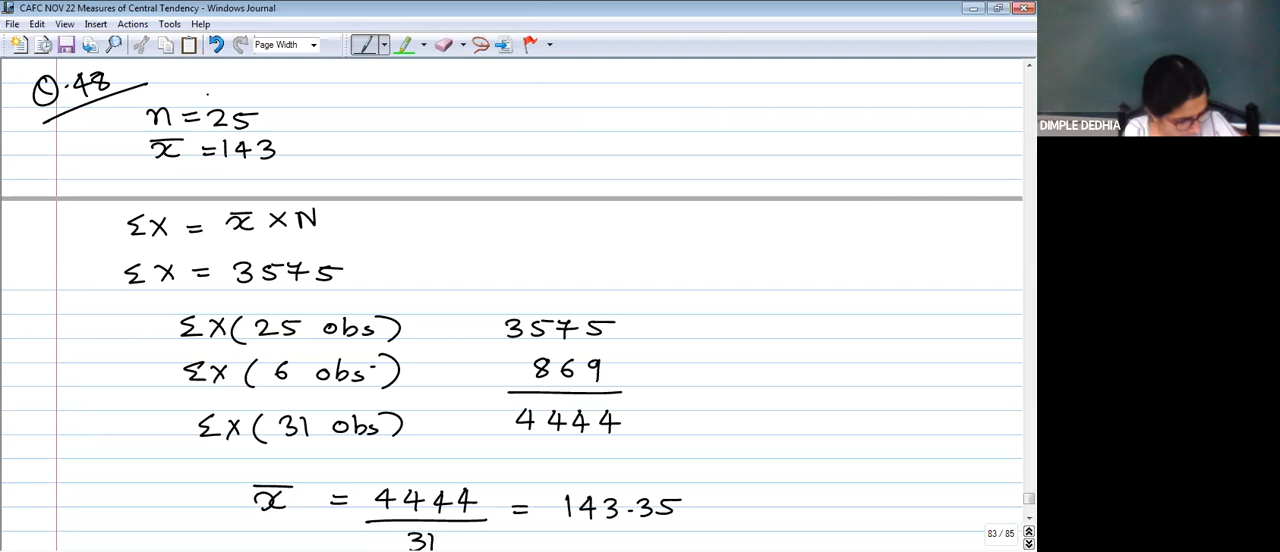 CAFC NOV 22 Measures of Central Tendency - Windows Journal
File Edit View Insert Actions Tools Help
Page Width
Q.48
n = 25
x̅ = 143
Σx = x̅ × N
Σx = 3575
Σx (25 obs) 3575
Σx (6 obs) 869
Σx (31 obs) 4444
x̅ = 4444 / 31 = 143.35
83 / 85
DIMPLE DEDHIA